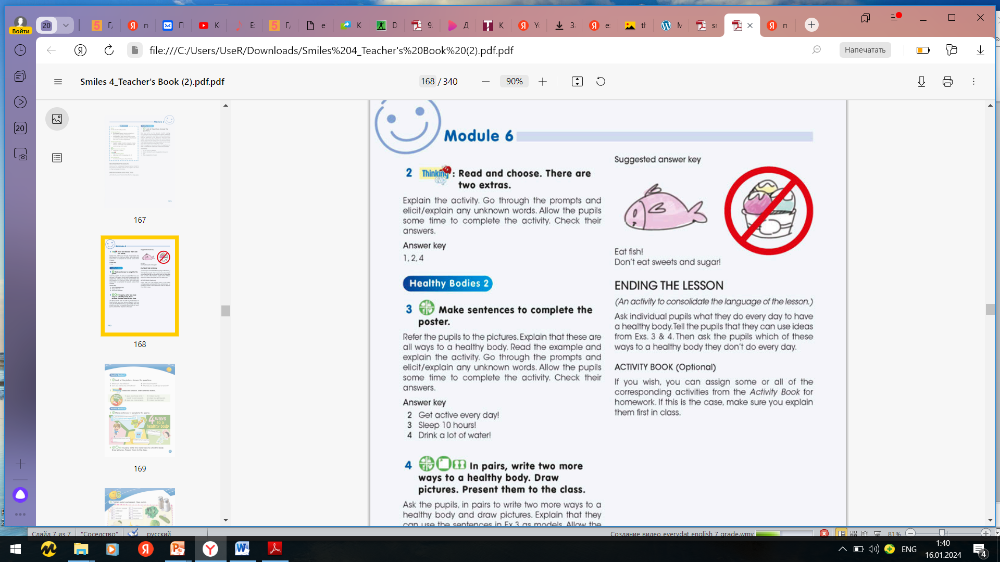 20
Войти
file:///C:/Users/UseR/Downloads/Smiles%204_Teacher's%20Book%20(2).pdf.pdf
Напечатать
Smiles 4_Teacher's Book (2).pdf.pdf
168 / 340
90%
20
167
168
169
Module 6
2 Thinking Cap : Read and choose. There are
two extras.
Explain the activity. Go through the prompts and
elicit/explain any unknown words. Allow the pupils
some time to complete the activity. Check their
answers.
Answer key
1, 2, 4
Healthy Bodies 2
3 Make sentences to complete the
poster.
Refer the pupils to the pictures. Explain that these are
all ways to a healthy body. Read the example and
explain the activity. Go through the prompts and
elicit/explain any unknown words. Allow the pupils
some time to complete the activity. Check their
answers.
Answer key
2 Get active every day!
3 Sleep 10 hours!
4 Drink a lot of water!
4 In pairs, write two more
ways to a healthy body. Draw
pictures. Present them to the class.
Ask the pupils, in pairs to write two more ways to a
healthy body and draw pictures. Explain that they
can use the sentences in Ex 3 as models. Allow the
Suggested answer key
Eat fish!
Don't eat sweets and sugar!
ENDING THE LESSON
(An activity to consolidate the language of the lesson.)
Ask individual pupils what they do every day to have
a healthy body. Tell the pupils that they can use ideas
from Exs. 3 & 4. Then ask the pupils which of these
ways to a healthy body they don't do every day.
ACTIVITY BOOK (Optional)
If you wish, you can assign some or all of the
corresponding activities from the Activity Book for
homework. If this is the case, make sure you explain
them first in class.
Слайд 7 из 7
"Соседство"
русский
Создание видео everydat english 7 grade.wmv
81%
ENG
1:40
16.01.2024
4